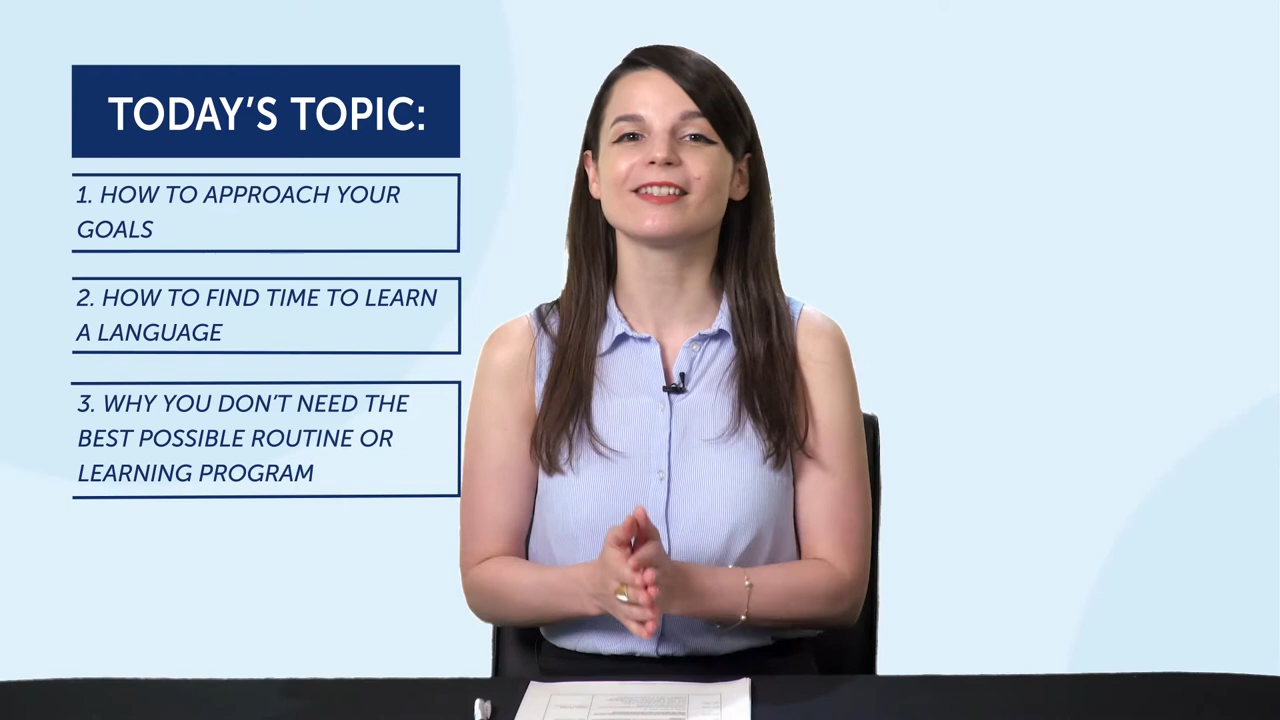 TODAY'S TOPIC:
1. HOW TO APPROACH YOUR
GOALS
2. HOW TO FIND TIME TO LEARN
A LANGUAGE
3. WHY YOU DON'T NEED THE
BEST POSSIBLE ROUTINE OR
LEARNING PROGRAM